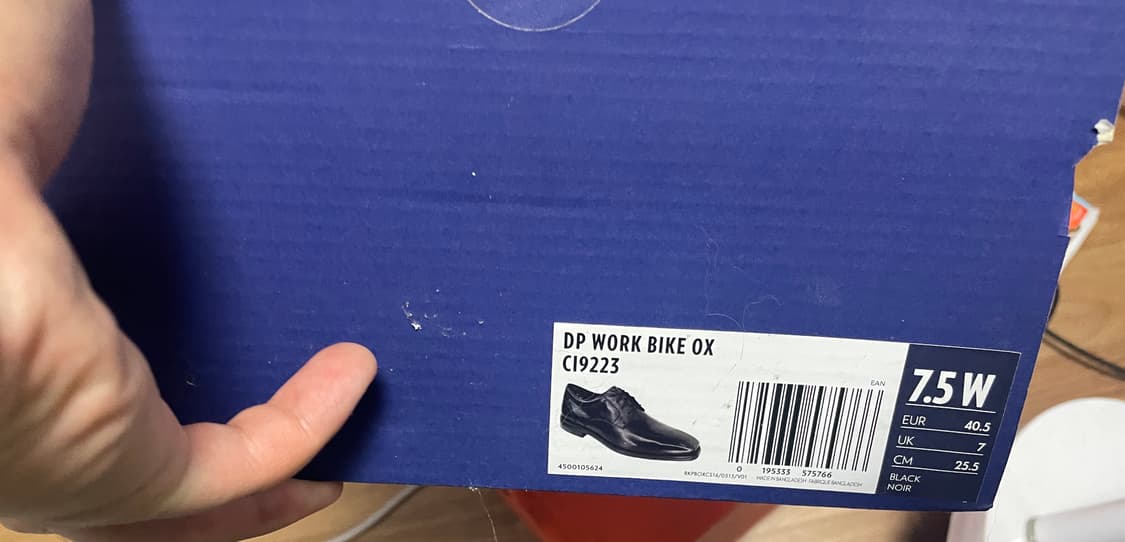 DP WORK BIKE OX
CI9223
EAN
4500105624
0 195333 575766
MADE IN BANGLADESH FABRIQUE BANGLADESH
7.5 W
EUR 40.5
UK 7
CM 25.5
BLACK
NOIR